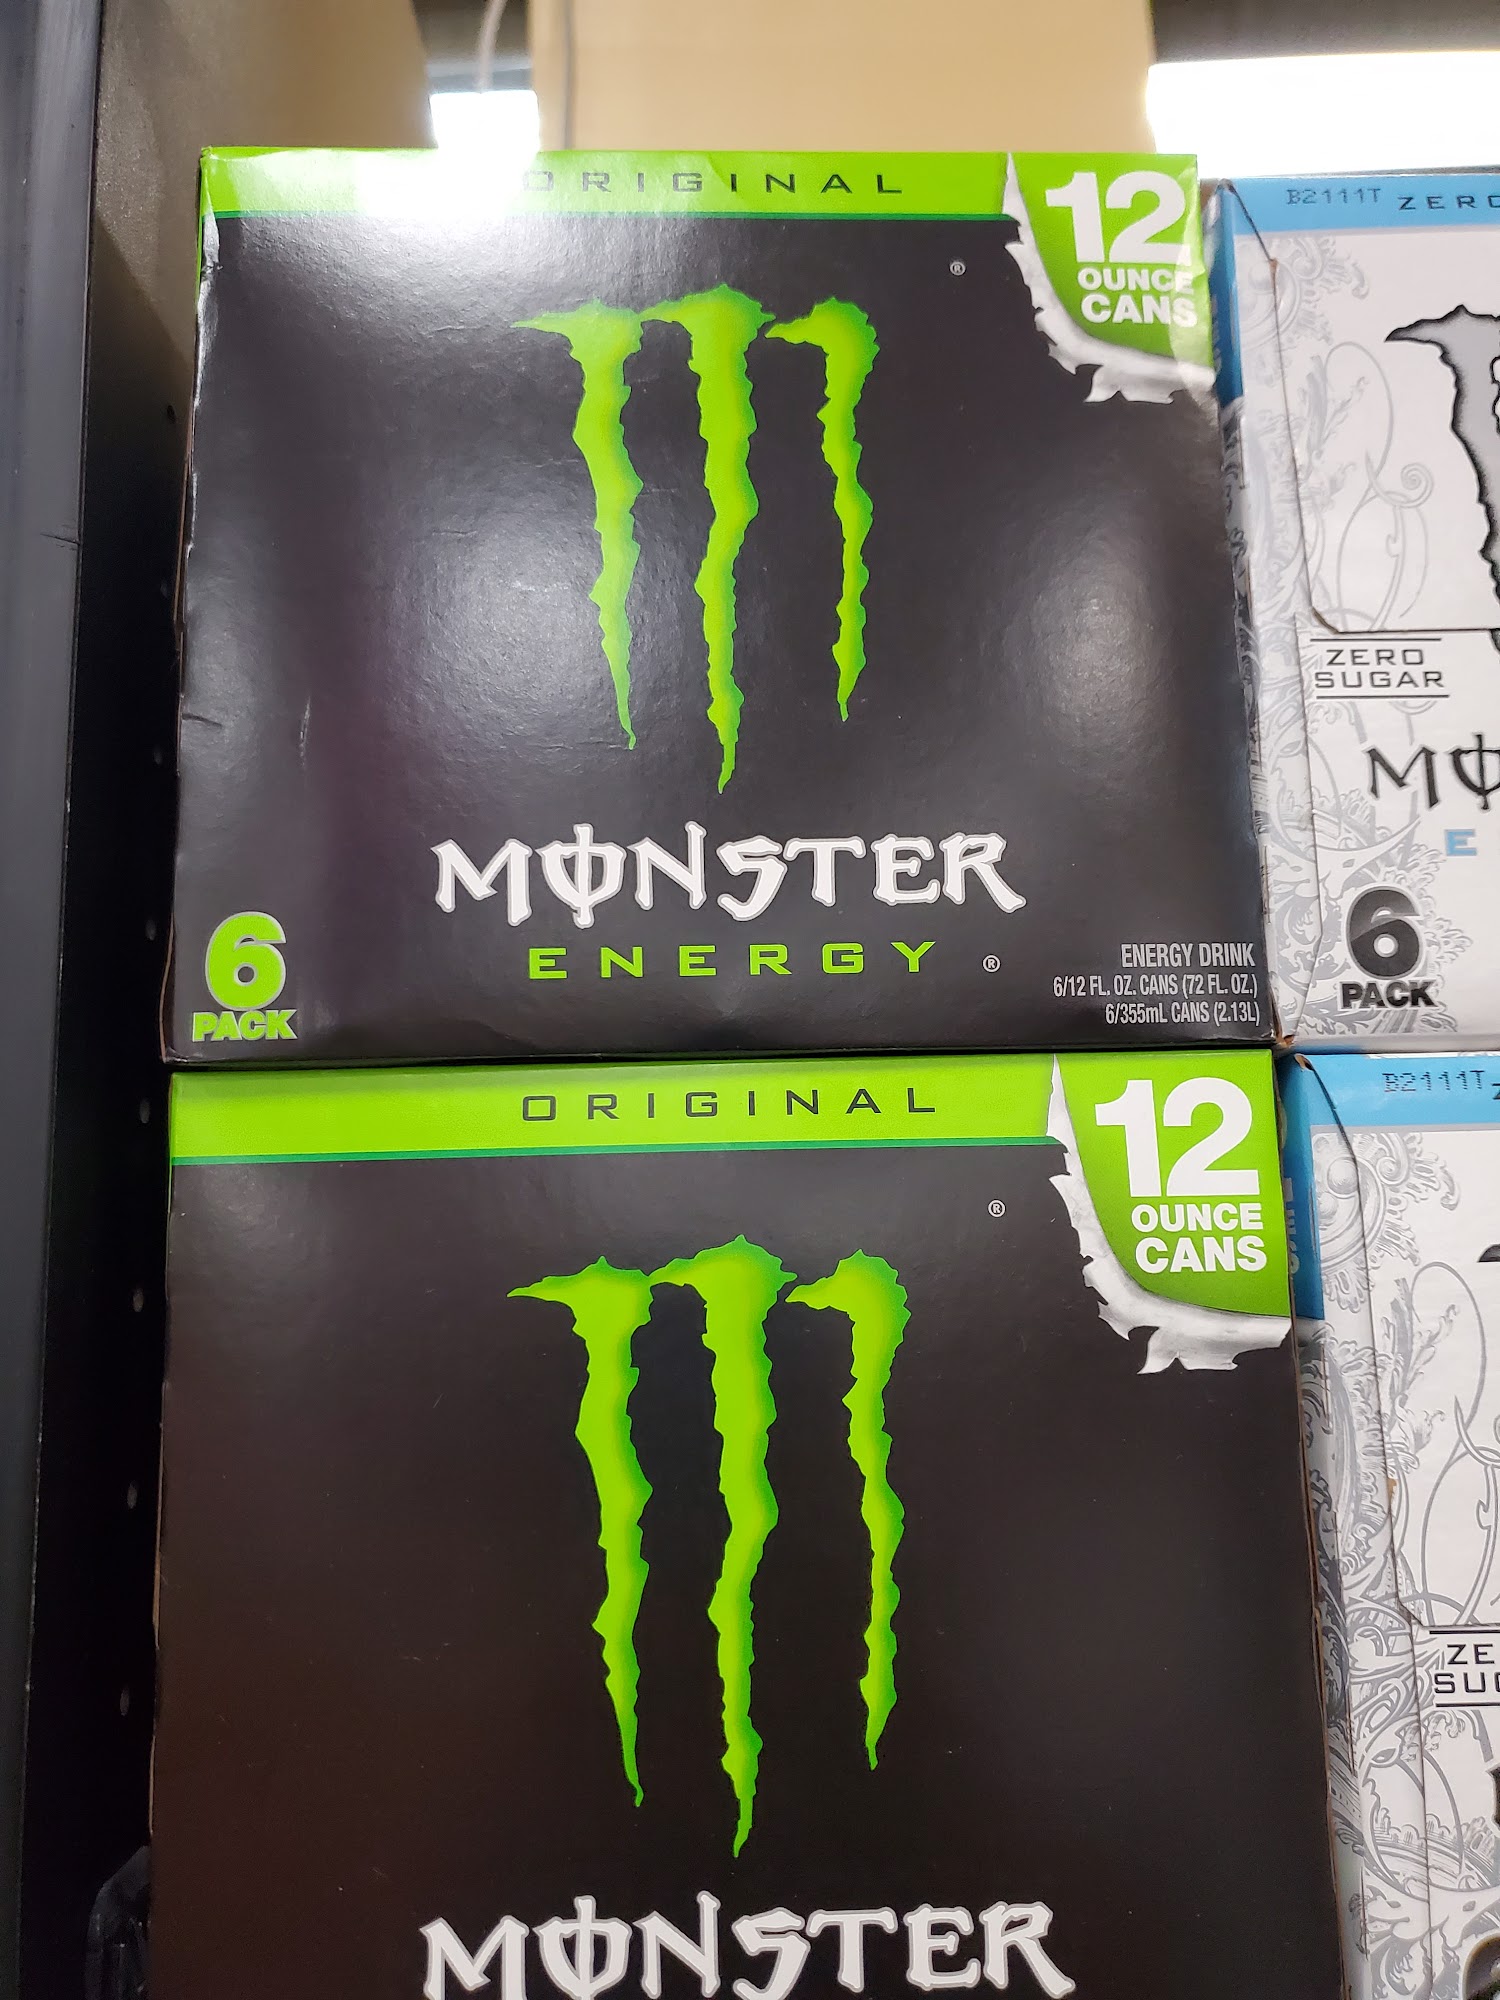 ORIGINAL
12
OUNCE
CANS
®
MONSTER
ENERGY ®
6
PACK
ENERGY DRINK
6/12 FL. OZ. CANS (72 FL. OZ.)
6/355mL CANS (2.13L)
B2111T
ZERO
SUGAR
E
6
PACK
ORIGINAL
12
OUNCE
CANS
®
MONSTER
B2111T